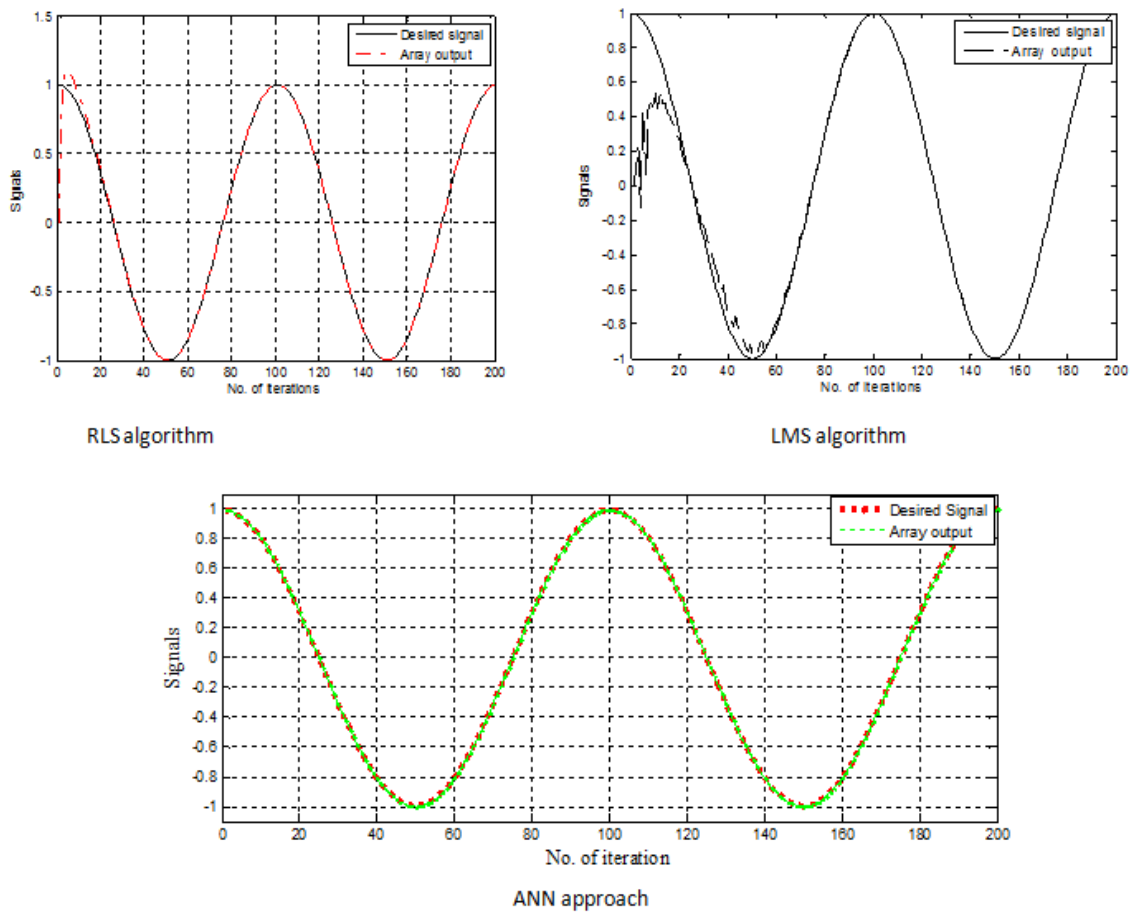 1.5
1
0.5
0
-0.5
-1
Signals
0 20 40 60 80 100 120 140 160 180 200
No. of iterations
Desired signal
Array output
RLS algorithm
1
0.8
0.6
0.4
0.2
0
-0.2
-0.4
-0.6
-0.8
-1
Signals
0 20 40 60 80 100 120 140 160 180 200
No. of iterations
Desired signal
Array output
LMS algorithm
1
0.8
0.6
0.4
0.2
0
-0.2
-0.4
-0.6
-0.8
-1
Signals
0 20 40 60 80 100 120 140 160 180 200
No. of iteration
Desired Signal
Array output
ANN approach